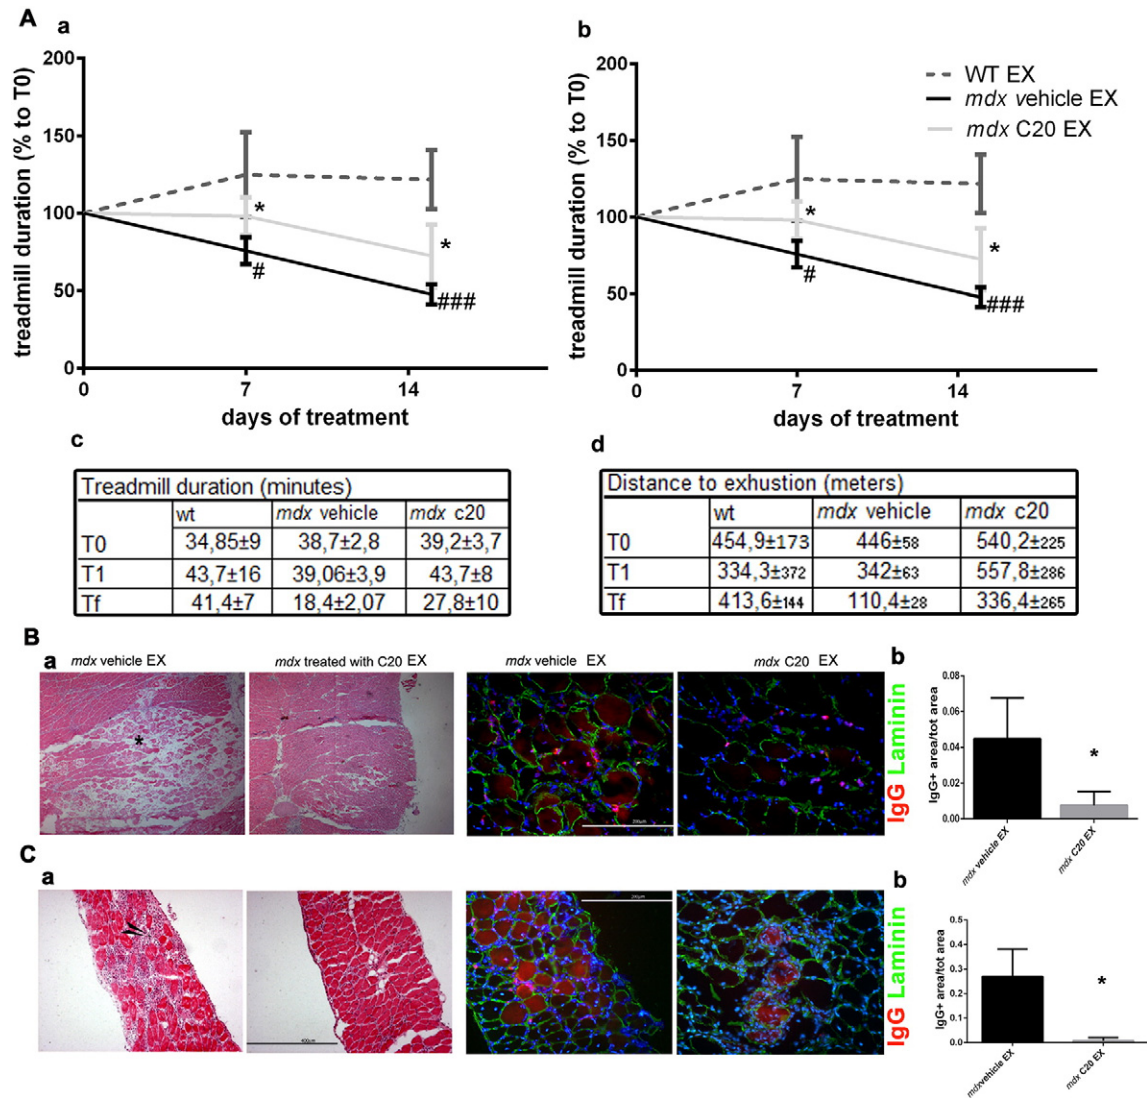 A
a
b
200
150
100
50
0
treadmill duration (% to T0)
*
#
*
###
0
7
14
days of treatment
200
150
100
50
0
treadmill duration (% to T0)
*
#
*
###
0
7
14
days of treatment
WT EX
mdx vehicle EX
mdx C20 EX
c
Treadmill duration (minutes)
wt mdx vehicle mdx c20
T0 34,85±9 38,7±2,8 39,2±3,7
T1 43,7±16 39,06±3,9 43,7±8
Tf 41,4±7 18,4±2,07 27,8±10
d
Distance to exhustion (meters)
wt mdx vehicle mdx c20
T0 454,9±173 446±58 540,2±225
T1 334,3±372 342±63 557,8±286
Tf 413,6±144 110,4±28 336,4±265
B
a
mdx vehicle EX
mdx treated with C20 EX
mdx vehicle EX
mdx C20 EX
*
200µm
IgG Laminin
b
0.08
0.06
0.04
0.02
0.00
IgG+ area/tot area
*
mdx vehicle EX
mdx C20 EX
C
a
400µm
200µm
IgG Laminin
b
0.5
0.4
0.3
0.2
0.1
0.0
IgG+ area/tot area
*
mdxvehicle EX
mdx C20 EX